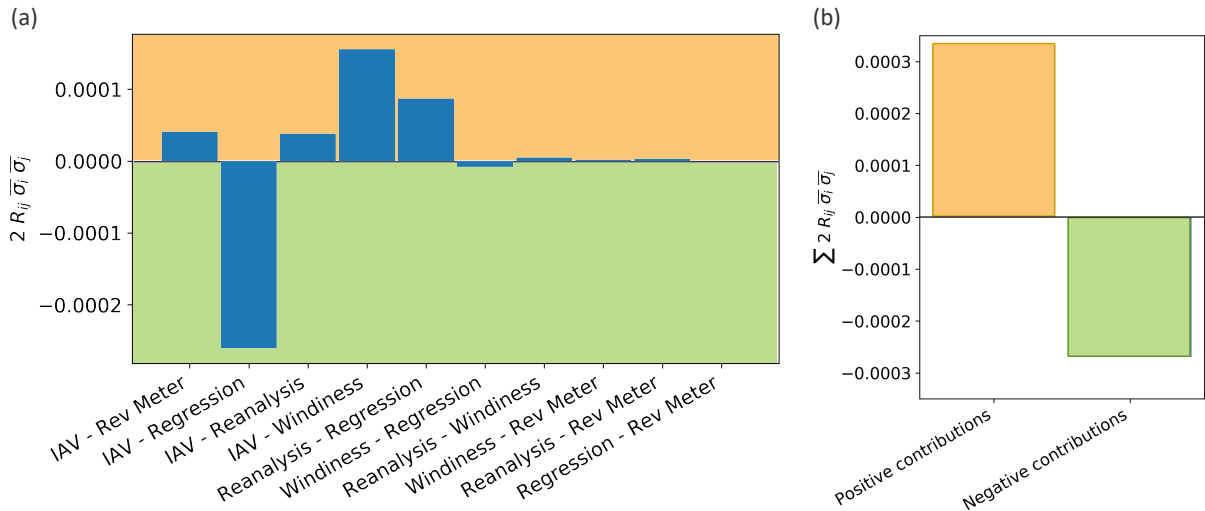 (a)
0.0001
0.0000
−0.0001
−0.0002
2 R_ij σ̅_i σ̅_j
IAV - Rev Meter
IAV - Regression
IAV - Reanalysis
IAV - Windiness
Reanalysis - Regression
Windiness - Regression
Reanalysis - Windiness
Windiness - Rev Meter
Reanalysis - Rev Meter
Regression - Rev Meter
(b)
0.0003
0.0002
0.0001
0.0000
−0.0001
−0.0002
−0.0003
∑ 2 R_ij σ̅_i σ̅_j
Positive contributions
Negative contributions